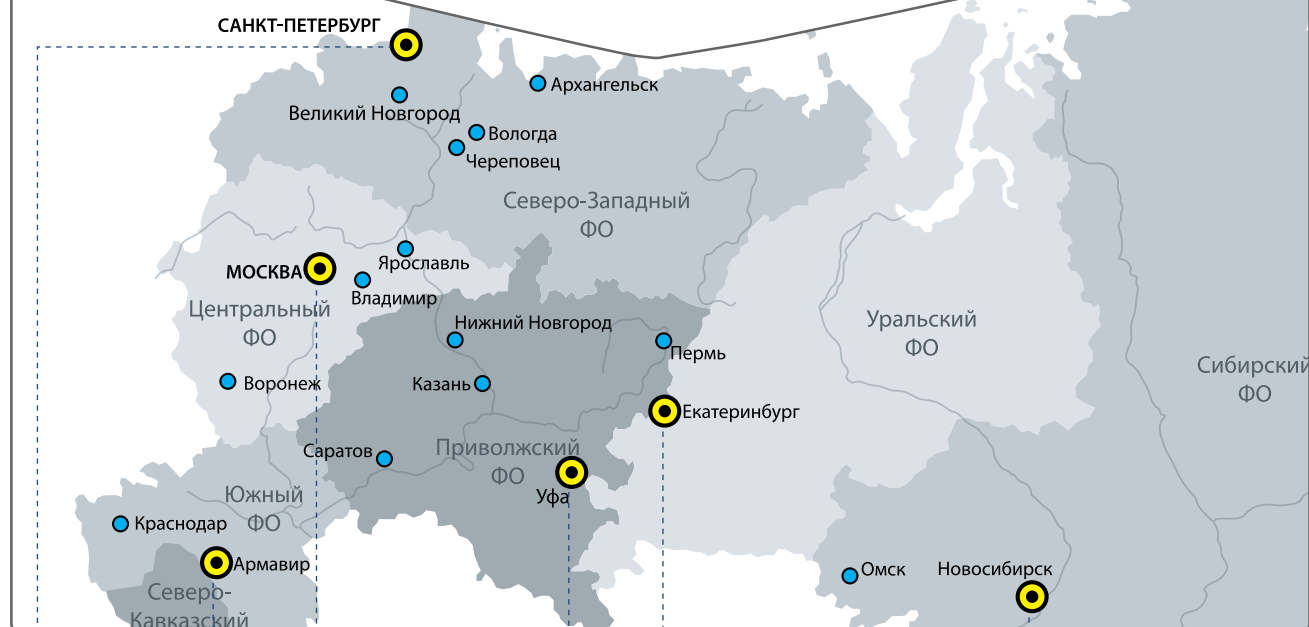 САНКТ-ПЕТЕРБУРГ
Архангельск
Великий Новгород
Вологда
Череповец
Северо-Западный
ФО
Ярославль
МОСКВА
Владимир
Центральный
ФО
Нижний Новгород
Уральский
ФО
Пермь
Сибирский
ФО
Воронеж
Казань
Екатеринбург
Саратов
Приволжский
ФО
Уфа
Южный
ФО
Краснодар
Армавир
Омск
Новосибирск
Северо-
Кавказский